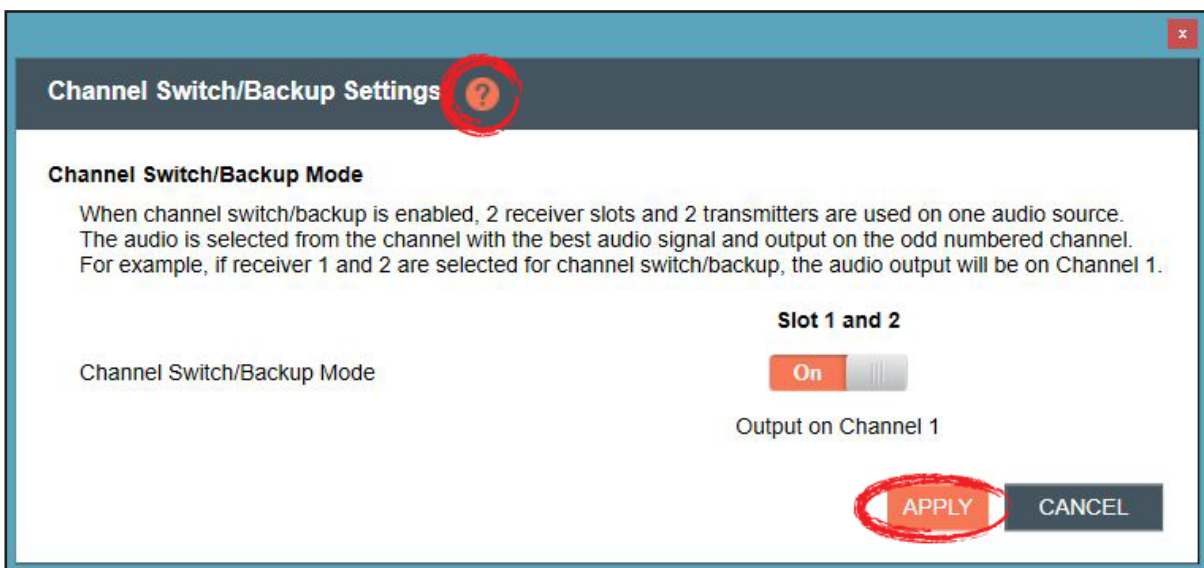 x
Channel Switch/Backup Settings ?
Channel Switch/Backup Mode
When channel switch/backup is enabled, 2 receiver slots and 2 transmitters are used on one audio source.
The audio is selected from the channel with the best audio signal and output on the odd numbered channel.
For example, if receiver 1 and 2 are selected for channel switch/backup, the audio output will be on Channel 1.
Slot 1 and 2
Channel Switch/Backup Mode On
Output on Channel 1
APPLY CANCEL